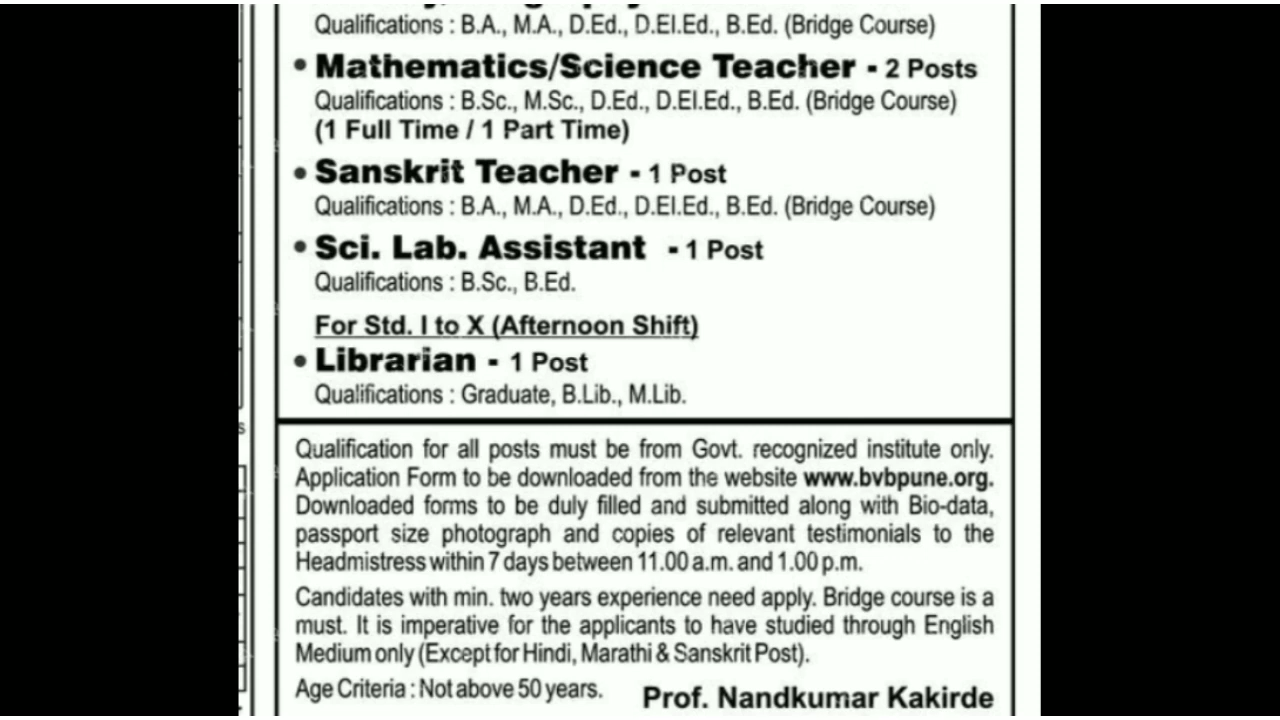 Qualifications : B.A., M.A., D.Ed., D.El.Ed., B.Ed. (Bridge Course)
• Mathematics/Science Teacher - 2 Posts
Qualifications : B.Sc., M.Sc., D.Ed., D.El.Ed., B.Ed. (Bridge Course)
(1 Full Time / 1 Part Time)
• Sanskrit Teacher - 1 Post
Qualifications : B.A., M.A., D.Ed., D.El.Ed., B.Ed. (Bridge Course)
• Sci. Lab. Assistant - 1 Post
Qualifications : B.Sc., B.Ed.
For Std. I to X (Afternoon Shift)
• Librarian - 1 Post
Qualifications : Graduate, B.Lib., M.Lib.
s
Qualification for all posts must be from Govt. recognized institute only.
Application Form to be downloaded from the website www.bvbpune.org.
Downloaded forms to be duly filled and submitted along with Bio-data,
passport size photograph and copies of relevant testimonials to the
Headmistress within 7 days between 11.00 a.m. and 1.00 p.m.
Candidates with min. two years experience need apply. Bridge course is a
must. It is imperative for the applicants to have studied through English
Medium only (Except for Hindi, Marathi & Sanskrit Post).
Age Criteria : Not above 50 years. Prof. Nandkumar Kakirde